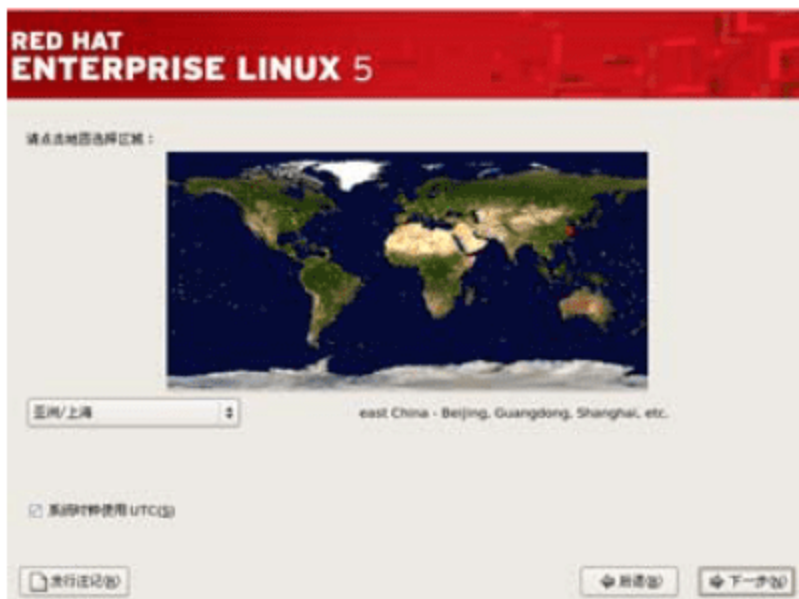 RED HAT
ENTERPRISE LINUX 5
请点击地图选择区域：
亚洲/上海
east China - Beijing, Guangdong, Shanghai, etc.
系统时钟使用 UTC(S)
发行注记(R)
后退(B)
下一步(N)